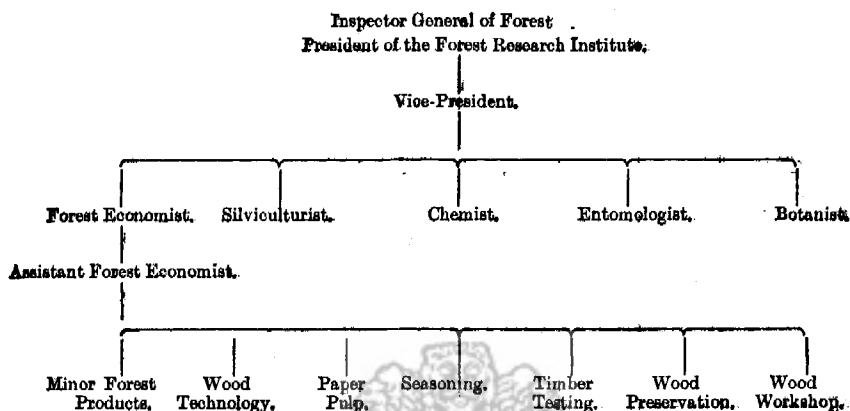 Inspector General of Forest.
President of the Forest Research Institute.
Vice-President.
Forest Economist. Silviculturist. Chemist. Entomologist. Botanist.
Assistant Forest Economist.
Minor Forest Wood Paper Seasoning. Timber Wood Wood
Products. Technology. Pulp. Testing. Preservation. Workshop.